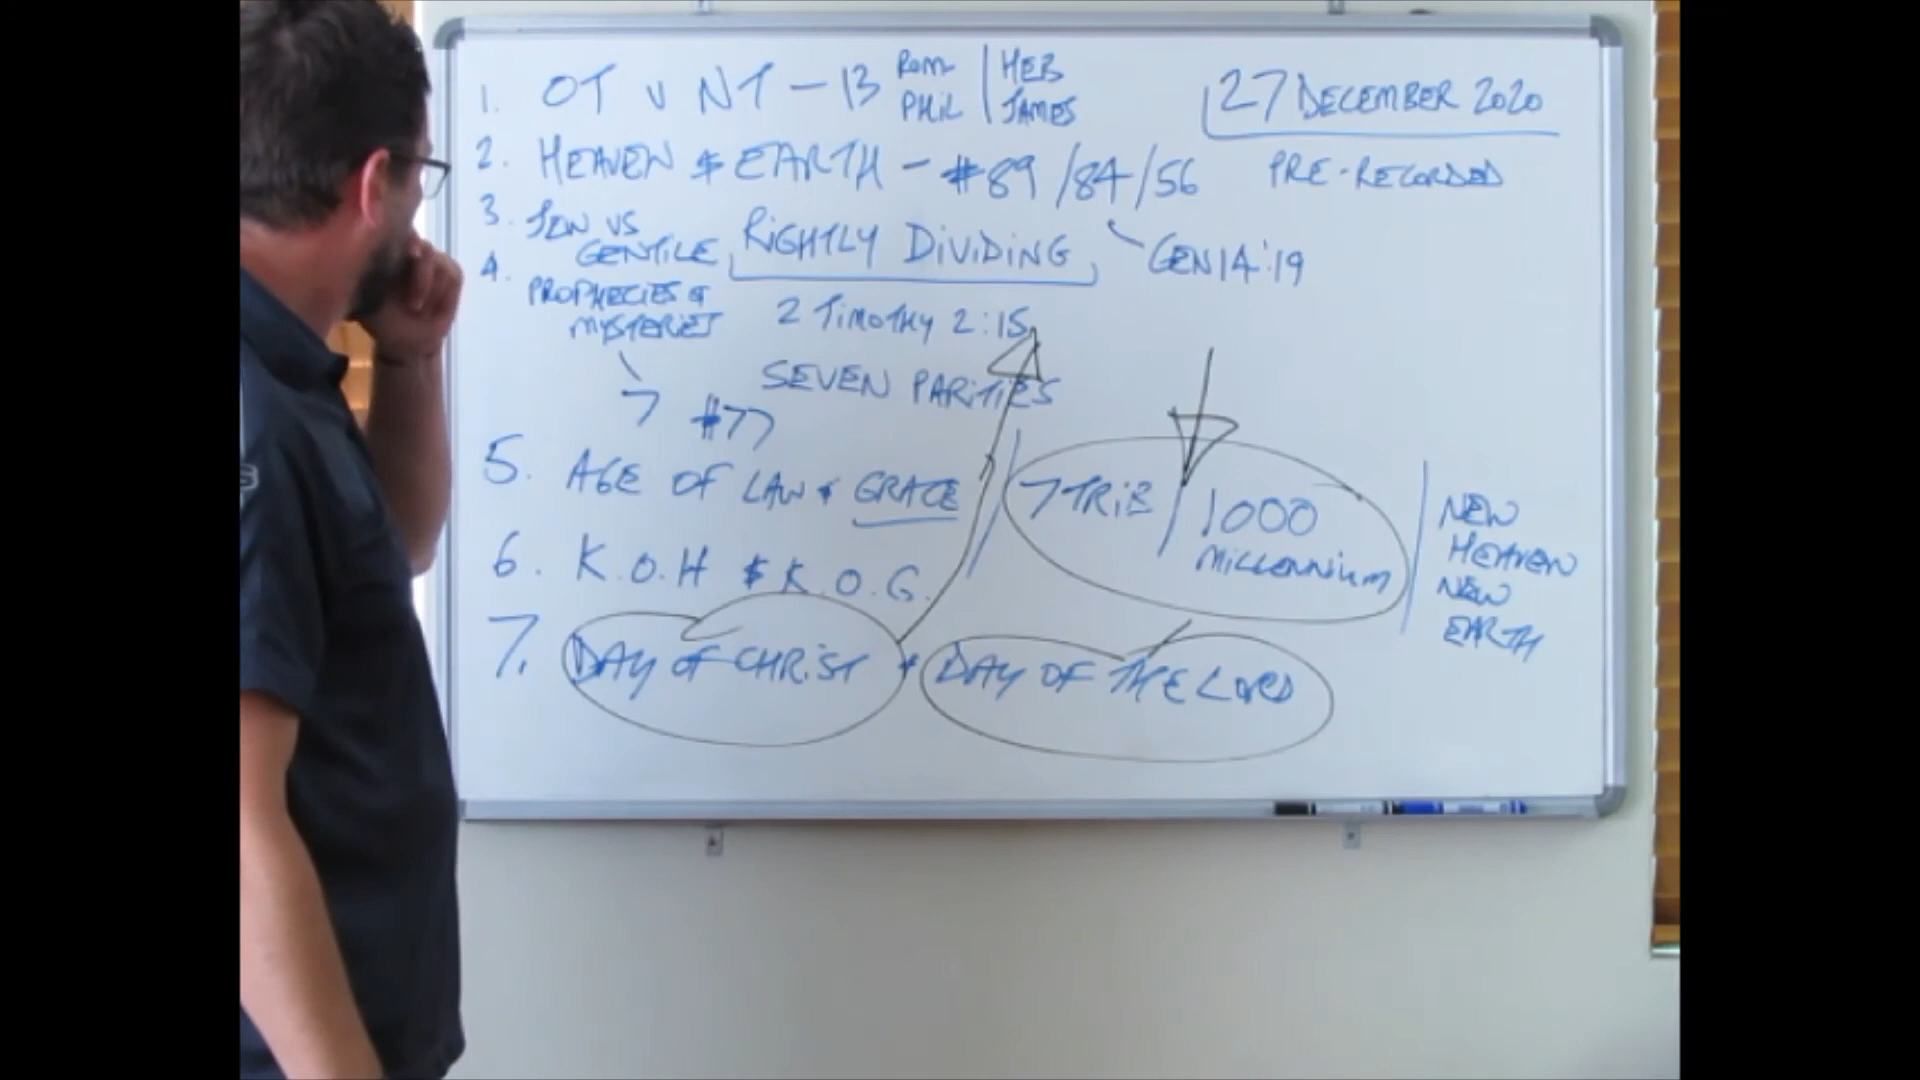 1. OT V NT - 13 ROM PHIL | HEB JAMES
27 DECEMBER 2020
PRE-RECORDED
2. HEAVEN & EARTH - #89/84/56
GEN 14:19
3. JEW VS
GENTILE
RIGHTLY DIVIDING
2 TIMOTHY 2:15
SEVEN PARITIES
4. PROPHECIES &
MYSTERIES
7 #77
5. AGE OF LAW & GRACE
7 TRIB | 1000
MILLENNIUM
NEW
HEAVEN
NEW
EARTH
6. K.O.H & K.O.G.
7. DAY OF CHRIST & DAY OF THE LORD